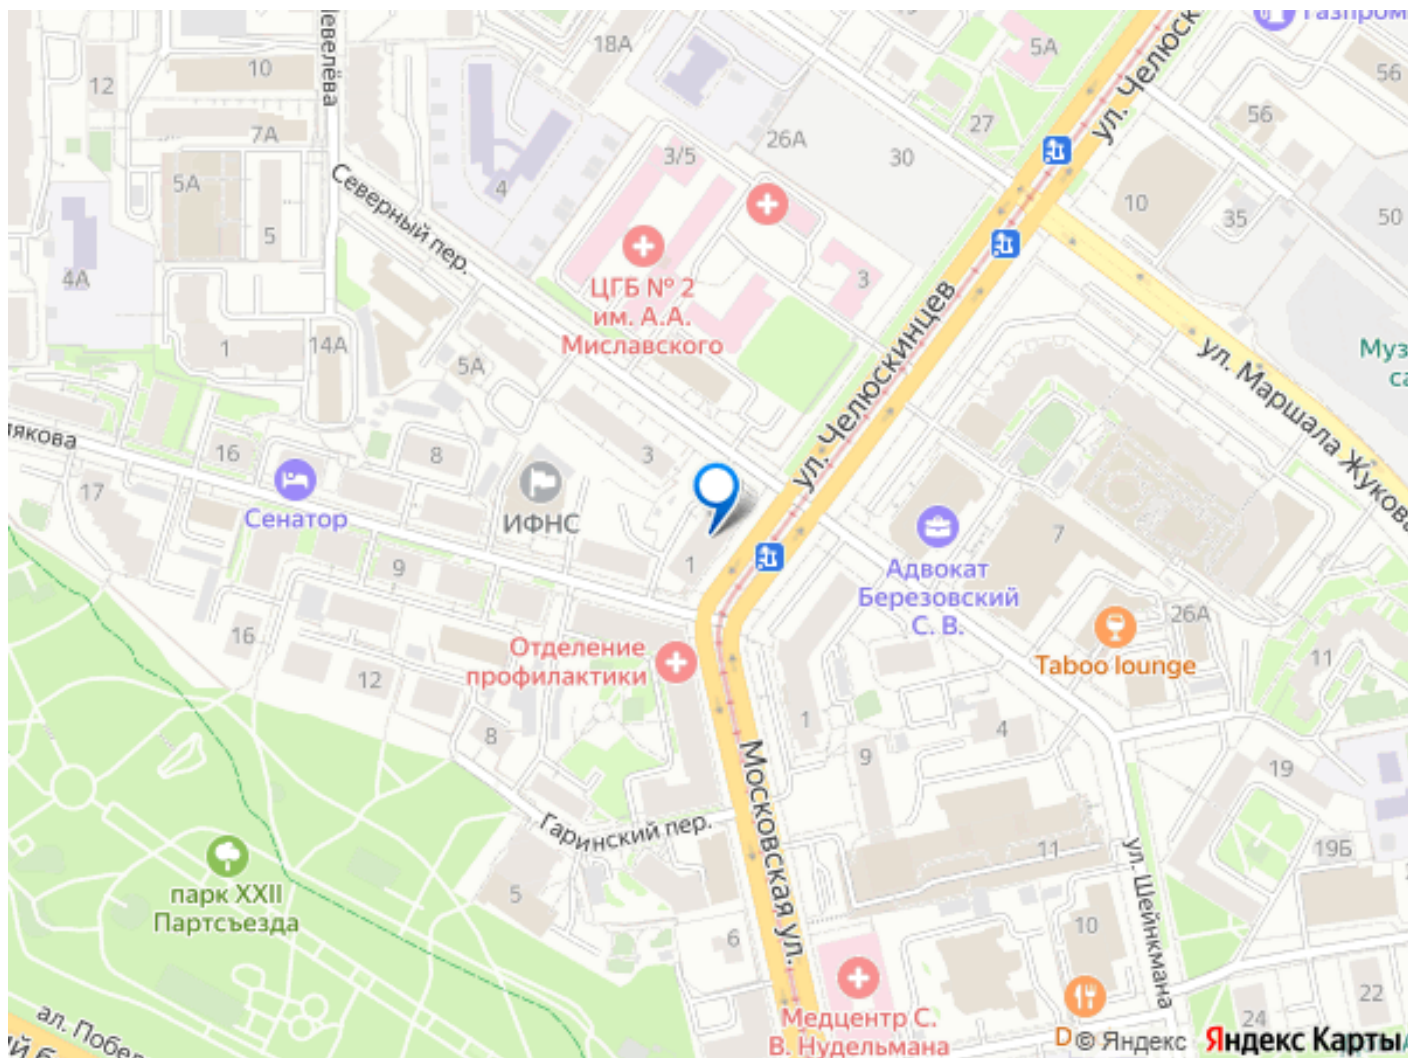 Газпром
ул. Челюск
5А
18А
56
12
10
56
7А
27
26А
30
3/5
Северный пер.
5А
4
10
35
50
5
4А
3
ЦГБ № 2
им. А.А.
Миславского
ул. Челюскинцев
ул. Маршала Жукова
Муз
са
1
14А
5А
16
8
3
17
Сенатор
ИФНС
7
1
9
Адвокат
Березовский
С. В.
26А
16
Отделение
профилактики
Taboo lounge
11
12
8
1
4
9
Московская ул.
19
Гаринский пер.
11
19Б
ул. Шейнкмана
парк XXII
Партсъезда
5
6
10
22
24
Медцентр С.
В. Нудельмана
ал. Побед
D
© Яндекс
Яндекс Карты